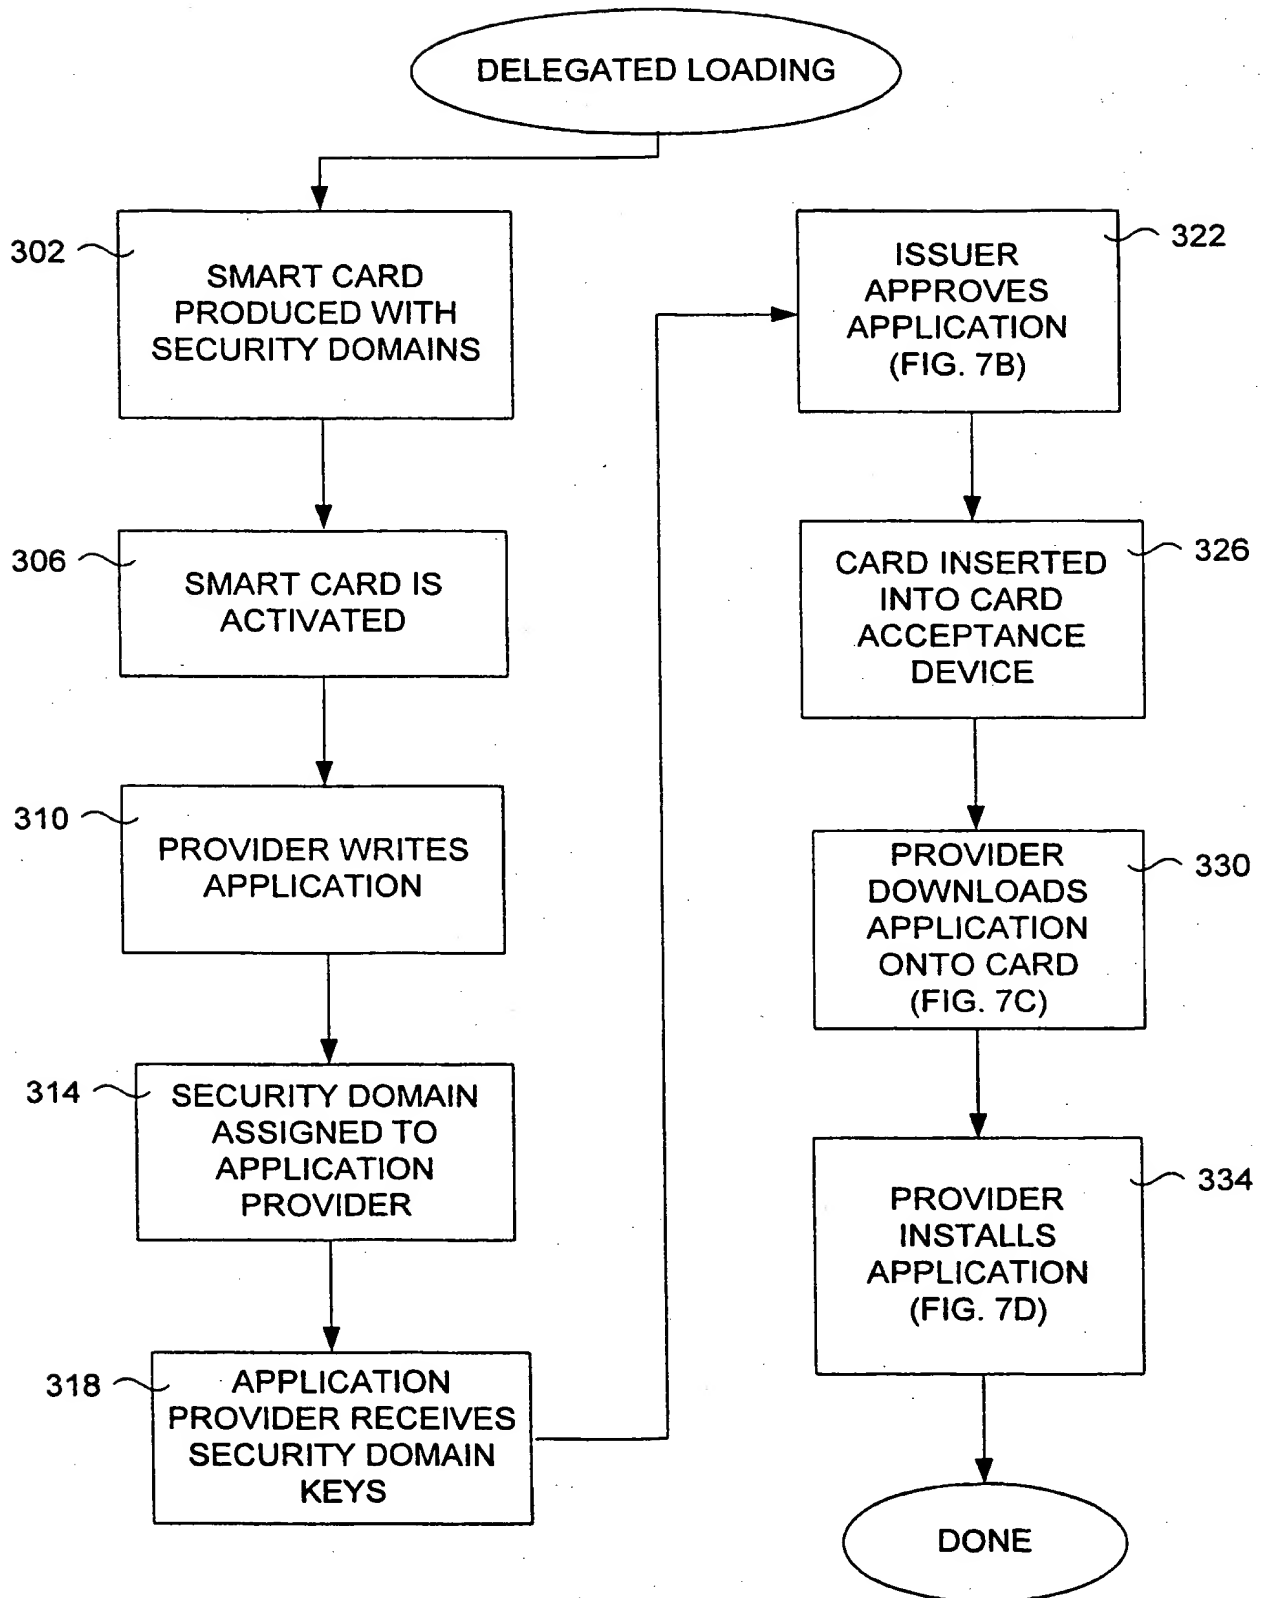 DELEGATED LOADING
302
SMART CARD
PRODUCED WITH
SECURITY DOMAINS
306
SMART CARD IS
ACTIVATED
310
PROVIDER WRITES
APPLICATION
314
SECURITY DOMAIN
ASSIGNED TO
APPLICATION
PROVIDER
318
APPLICATION
PROVIDER RECEIVES
SECURITY DOMAIN
KEYS
322
ISSUER
APPROVES
APPLICATION
(FIG. 7B)
326
CARD INSERTED
INTO CARD
ACCEPTANCE
DEVICE
330
PROVIDER
DOWNLOADS
APPLICATION
ONTO CARD
(FIG. 7C)
334
PROVIDER
INSTALLS
APPLICATION
(FIG. 7D)
DONE